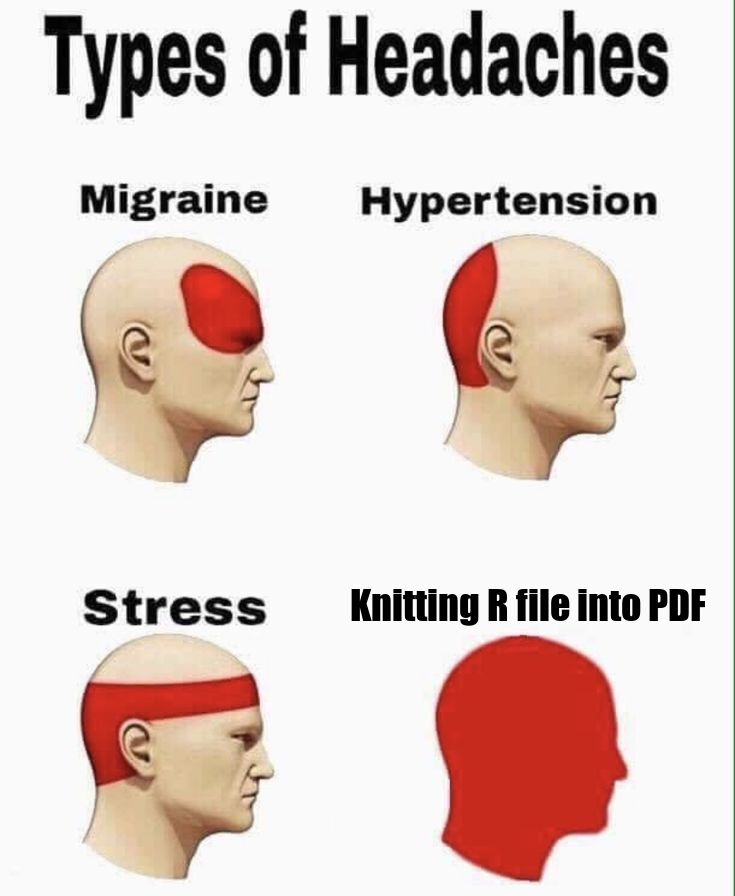 Types of Headaches
Migraine
Hypertension
Stress
Knitting R file into PDF